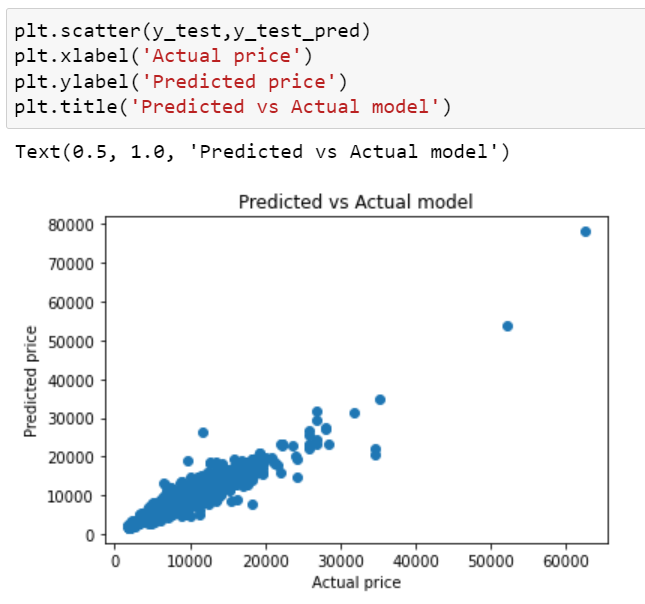 plt.scatter(y_test,y_test_pred)
plt.xlabel('Actual price')
plt.ylabel('Predicted price')
plt.title('Predicted vs Actual model')
Text(0.5, 1.0, 'Predicted vs Actual model')
Predicted vs Actual model
80000
70000
60000
50000
40000
30000
20000
10000
0
Predicted price
0 10000 20000 30000 40000 50000 60000
Actual price